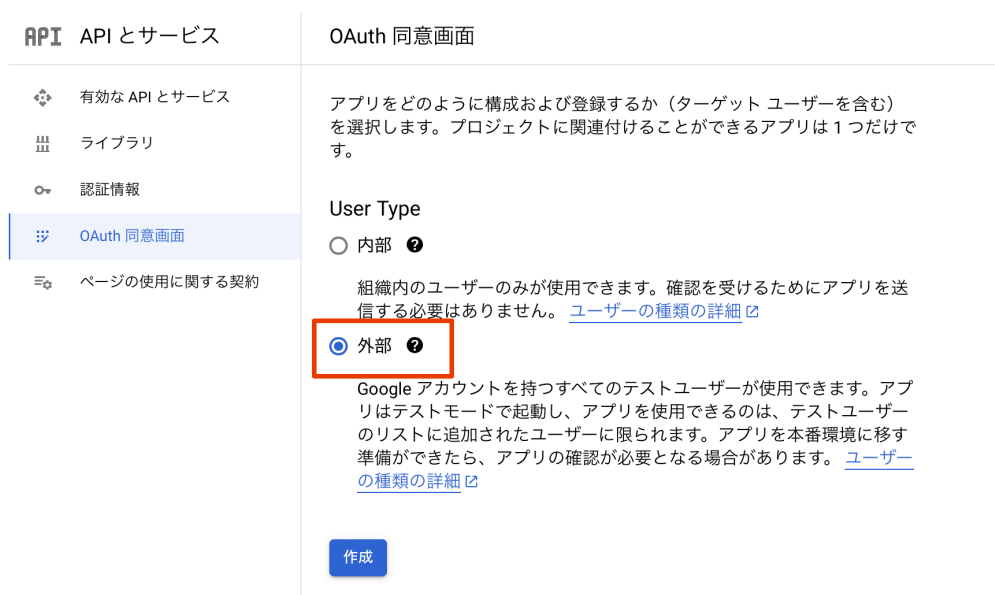 API API とサービス
OAuth 同意画面
有効な API とサービス
ライブラリ
認証情報
OAuth 同意画面
ページの使用に関する契約
アプリをどのように構成および登録するか（ターゲット ユーザーを含む）
を選択します。プロジェクトに関連付けることができるアプリは 1 つだけで
す。
User Type
内部 ?
組織内のユーザーのみが使用できます。確認を受けるためにアプリを送
信する必要はありません。 ユーザーの種類の詳細
外部 ?
Google アカウントを持つすべてのテストユーザーが使用できます。アプ
リはテストモードで起動し、アプリを使用できるのは、テストユーザー
のリストに追加されたユーザーに限られます。アプリを本番環境に移す
準備ができたら、アプリの確認が必要となる場合があります。 ユーザー
の種類の詳細
作成